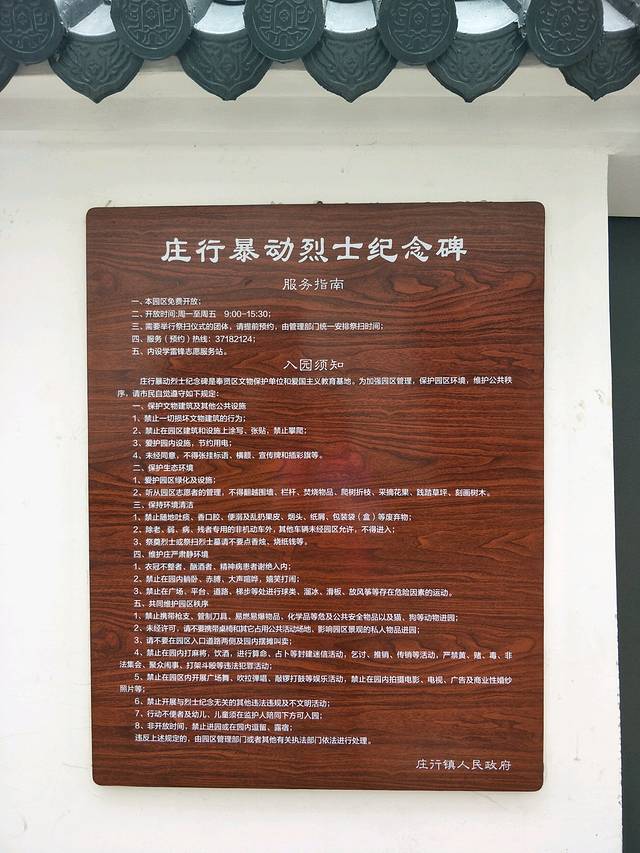 庄行暴动烈士纪念碑
服务指南
一、本园区免费开放；
二、开放时间：周一至周五 9:00-15:30；
三、需要举行祭扫仪式的团体，请提前预约，由管理部门统一安排祭扫时间；
四、服务（预约）热线：37182124；
五、内设学雷锋志愿服务站。
入园须知
庄行暴动烈士纪念碑是奉贤区文物保护单位和爱国主义教育基地。为加强园区管理，保护园区环境，维护公共秩
序，请市民自觉遵守如下规定：
一、保护文物建筑及其他公共设施
1、禁止一切损坏文物建筑的行为；
2、禁止在园区建筑和设施上涂写、张贴，禁止攀爬；
3、爱护园内设施，节约用电；
4、未经同意，不得张挂标语、横额、宣传牌和插彩旗等。
二、保护生态环境
1、爱护园区绿化及设施；
2、听从园区志愿者的管理，不得翻越围墙、栏杆、焚烧物品、爬树折枝、采摘花果、践踏草坪、刻画树木。
三、保持环境清洁
1、禁止随地吐痰、香口胶、便溺及乱扔果皮、烟头、纸屑、包装袋（盒）等废弃物；
2、除老、弱、病、残者专用的非机动车外，其他车辆未经园区允许，不得进入；
3、祭奠烈士或祭扫烈士墓请不要点香烛、烧纸钱等。
四、维护庄严肃静环境
1、衣冠不整者、酗酒者、精神病患者谢绝入内；
2、禁止在园内躺卧、赤膊、大声喧哗，嬉笑打闹；
3、禁止在广场、平台、道路、梯步等处进行球类、溜冰、滑板、放风筝等存在危险因素的运动。
五、共同维护园区秩序
1、禁止携带枪支、管制刀具、易燃易爆物品、化学品等危及公共安全物品以及猫、狗等动物进园；
2、未经许可，请不要携带桌椅和其它占用公共活动场地、影响园区景观的私人物品进园；
3、请不要在园区入口道路两侧及园内摆摊叫卖；
4、禁止在园内打麻将，饮酒，进行算命、占卜等封建迷信活动，乞讨、推销、传销等活动，严禁黄、赌、毒、非
法集会、聚众闹事、打架斗殴等违法犯罪活动；
5、禁止在园区内开展广场舞、吹拉弹唱、敲锣打鼓等娱乐活动，禁止在园内拍摄电影、电视、广告及商业性婚纱
照片等；
6、禁止开展与烈士纪念无关的其他违法违规及不文明活动；
7、行动不便者及幼儿、儿童须在监护人陪同下方可入园；
8、非开放时间，禁止进园或在园内逗留、露宿；
违反上述规定的，由园区管理部门或者其他有关执法部门依法进行处理。
庄行镇人民政府